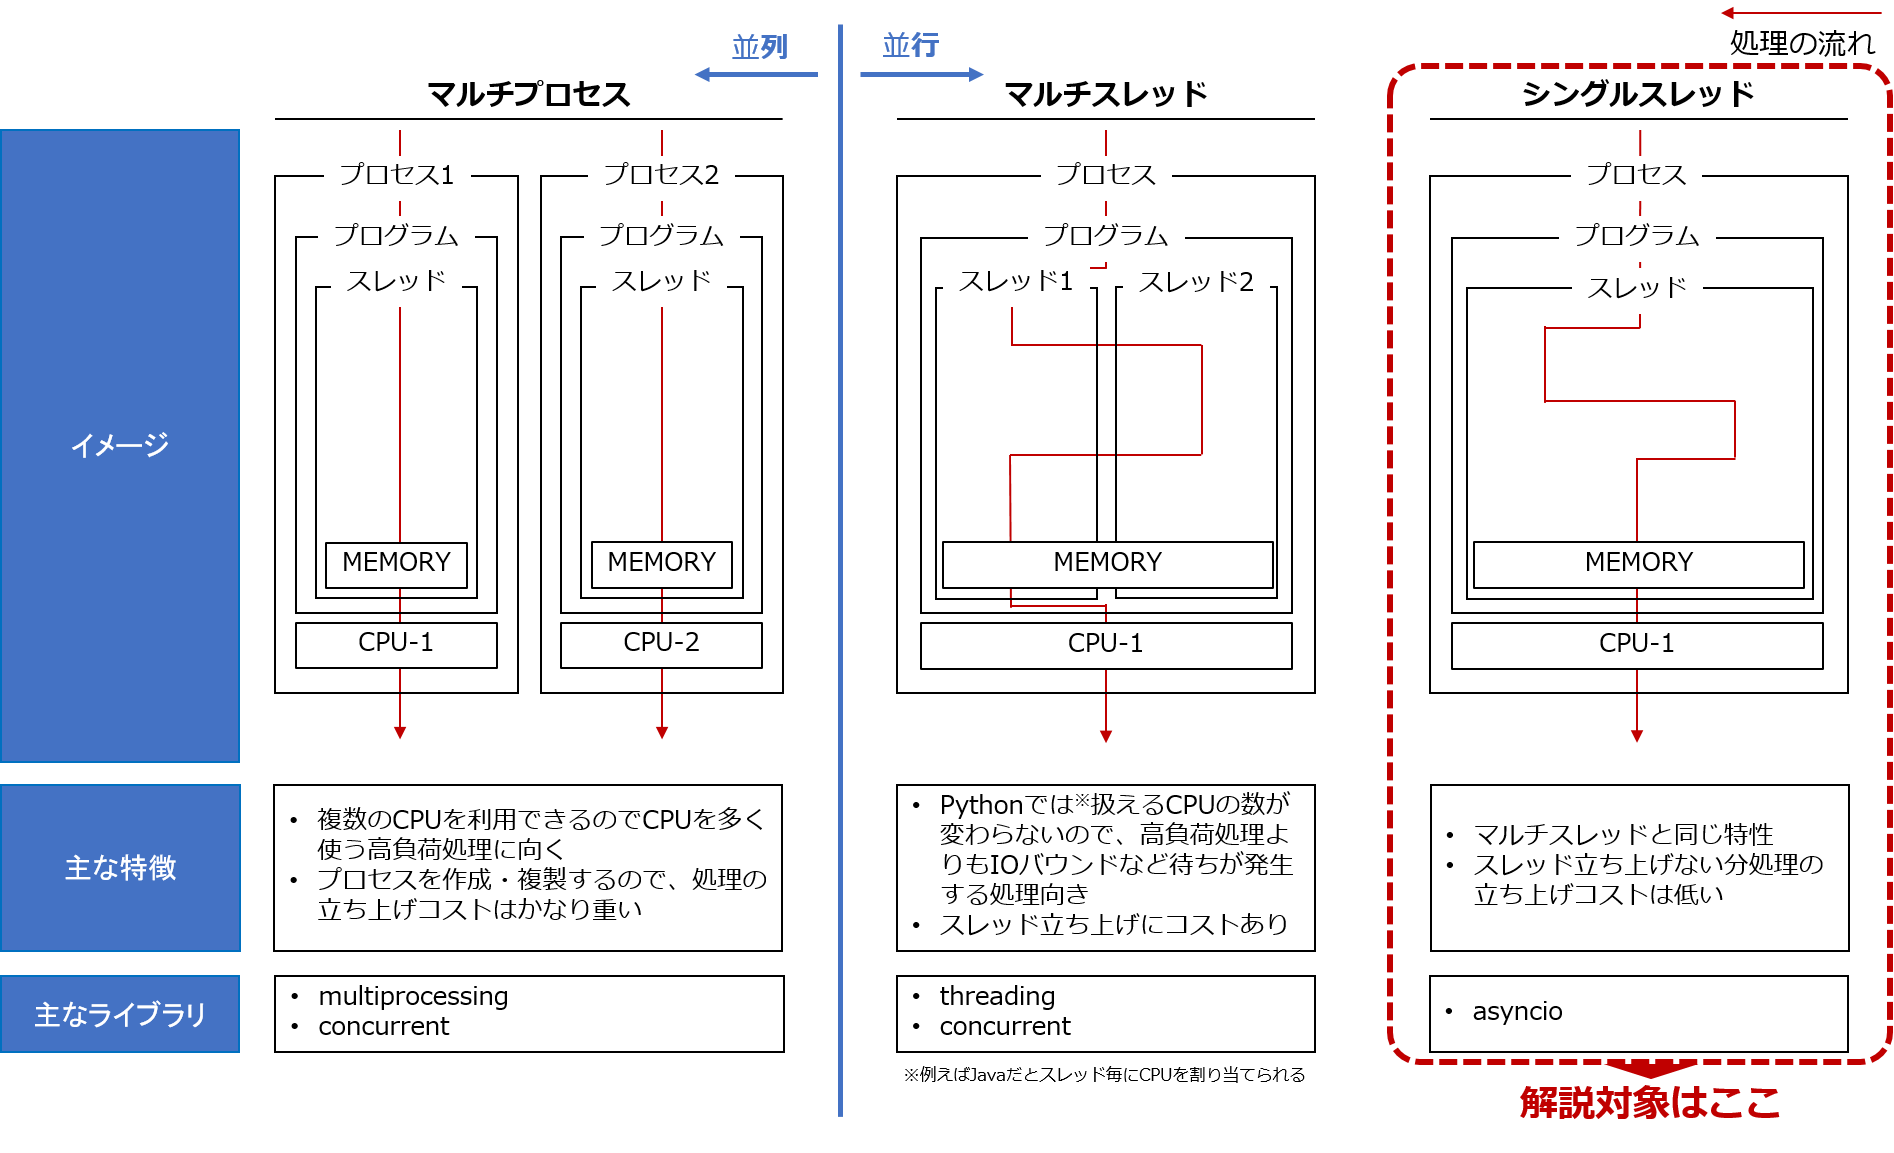 処理の流れ
並列
並行
マルチプロセス
マルチスレッド
シングルスレッド
イメージ
プロセス1
プログラム
スレッド
MEMORY
CPU-1
プロセス2
プログラム
スレッド
MEMORY
CPU-2
プロセス
プログラム
スレッド1
スレッド2
MEMORY
CPU-1
プロセス
プログラム
スレッド
MEMORY
CPU-1
主な特徴
• 複数のCPUを利用できるのでCPUを多く
使う高負荷処理に向く
• プロセスを作成・複製するので、処理の
立ち上げコストはかなり重い
• Pythonでは※扱えるCPUの数が
変わらないので、高負荷処理よ
りもIOバウンドなど待ちが発生
する処理向き
• スレッド立ち上げにコストあり
• マルチスレッドと同じ特性
• スレッド立ち上げない分処理の
立ち上げコストは低い
主なライブラリ
• multiprocessing
• concurrent
• threading
• concurrent
• asyncio
※例えばJavaだとスレッド毎にCPUを割り当てられる
解説対象はここ